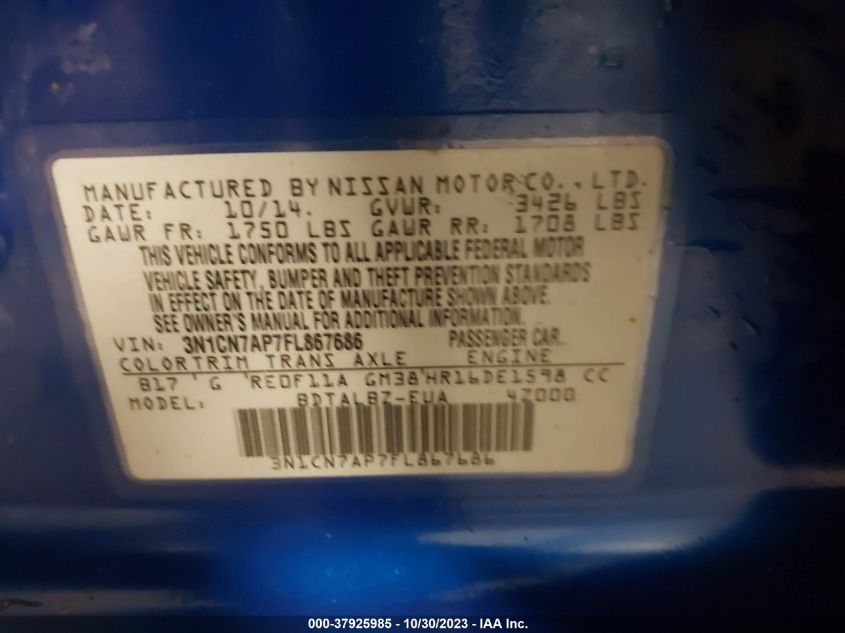 MANUFACTURED BY NISSAN MOTOR CO., LTD.
DATE: 10/14. GVWR: 3426 LBS
GAWR FR: 1750 LBS GAWR RR: 1708 LBS
THIS VEHICLE CONFORMS TO ALL APPLICABLE FEDERAL MOTOR
VEHICLE SAFETY, BUMPER AND THEFT PREVENTION STANDARDS
IN EFFECT ON THE DATE OF MANUFACTURE SHOWN ABOVE.
SEE OWNER'S MANUAL FOR ADDITIONAL INFORMATION.
VIN: 3N1CN7AP7FL867686 PASSENGER CAR.
COLORTRIM TRANS AXLE ENGINE
B17 G RE0F11A GM38 HR16DE1598 CC
MODEL: BDTALBZ-EUA 4Z000
3N1CN7AP7FL867686
000-37925985 - 10/30/2023 - IAA Inc.